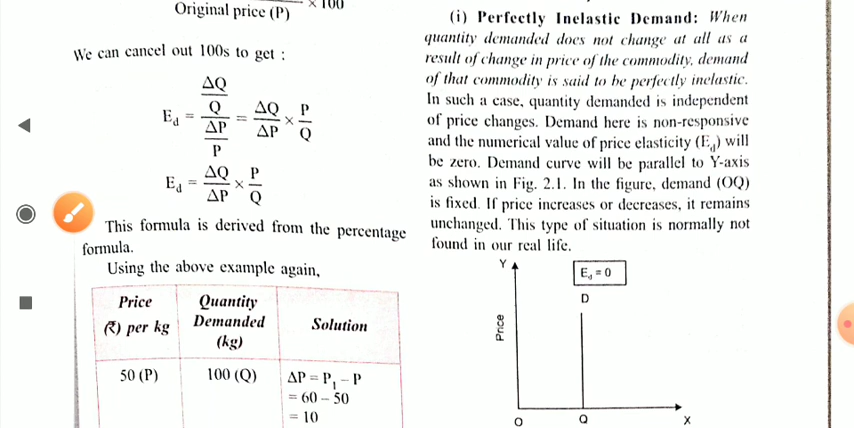 Original price (P) × 100
We can cancel out 100s to get :
ΔQ
Q
E_d = ΔQ/Q / ΔP/P = ΔQ/ΔP × P/Q
ΔP
P
E_d = ΔQ/ΔP × P/Q
This formula is derived from the percentage
formula.
Using the above example again,
Price
(₹) per kg
Quantity
Demanded
(kg)
Solution
50 (P)
100 (Q)
ΔP = P₁ – P
= 60 – 50
= 10
(i) Perfectly Inelastic Demand: When
quantity demanded does not change at all as a
result of change in price of the commodity, demand
of that commodity is said to be perfectly inelastic.
In such a case, quantity demanded is independent
of price changes. Demand here is non-responsive
and the numerical value of price elasticity (E_d) will
be zero. Demand curve will be parallel to Y-axis
as shown in Fig. 2.1. In the figure, demand (OQ)
is fixed. If price increases or decreases, it remains
unchanged. This type of situation is normally not
found in our real life.
Y
E_d = 0
D
Price
O
Q
X